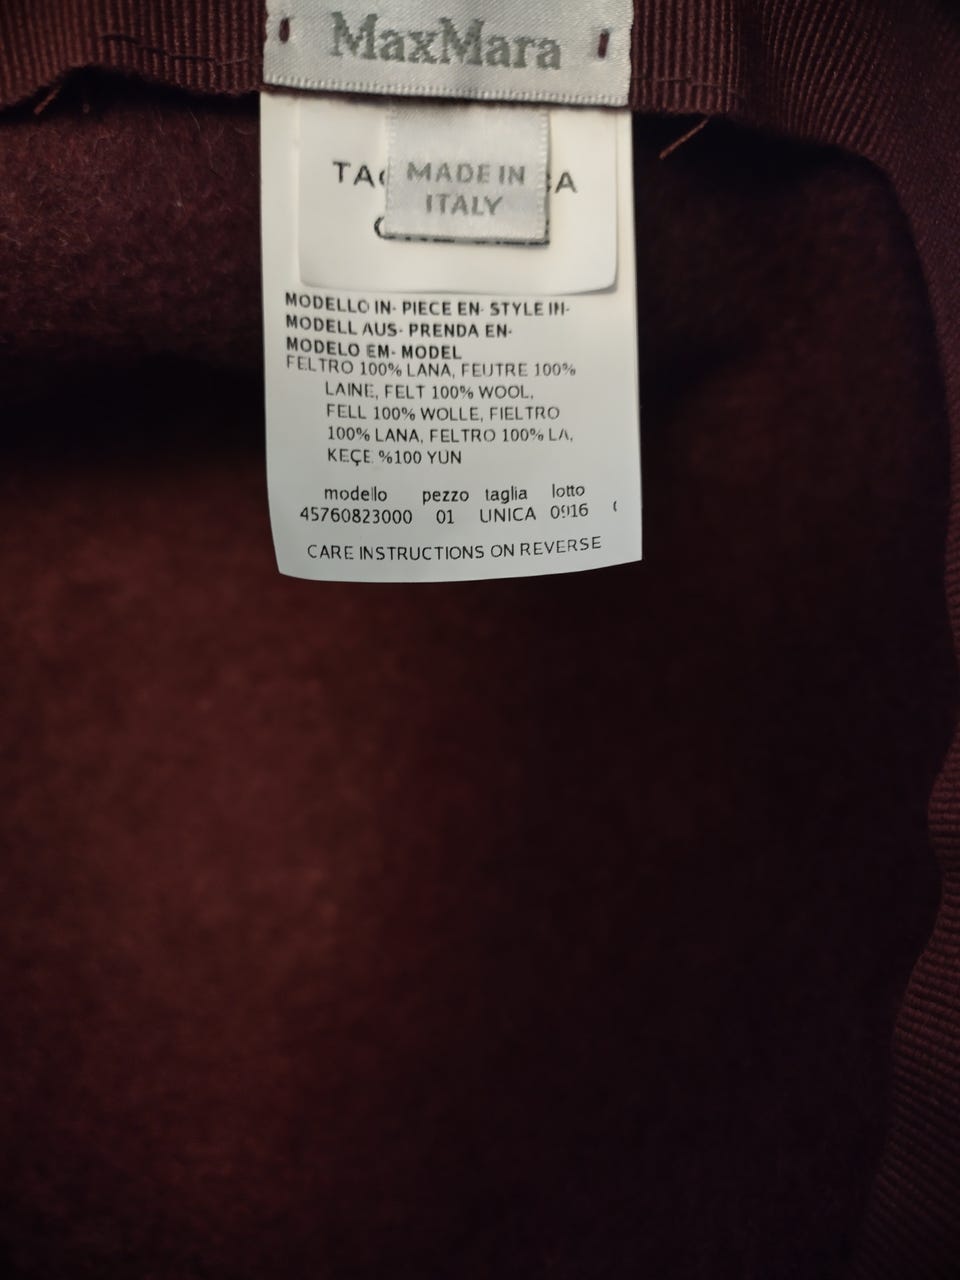 MaxMara
MADE IN
ITALY
MODELLO IN- PIECE EN- STYLE IN-
MODELL AUS- PRENDA EN-
MODELO EM- MODEL
FELTRO 100% LANA, FEUTRE 100%
LAINE, FELT 100% WOOL,
FELL 100% WOLLE, FIELTRO
100% LANA, FELTRO 100% LA,
KEÇE %100 YUN
modello pezzo taglia lotto
45760823000 01 UNICA 0916
CARE INSTRUCTIONS ON REVERSE